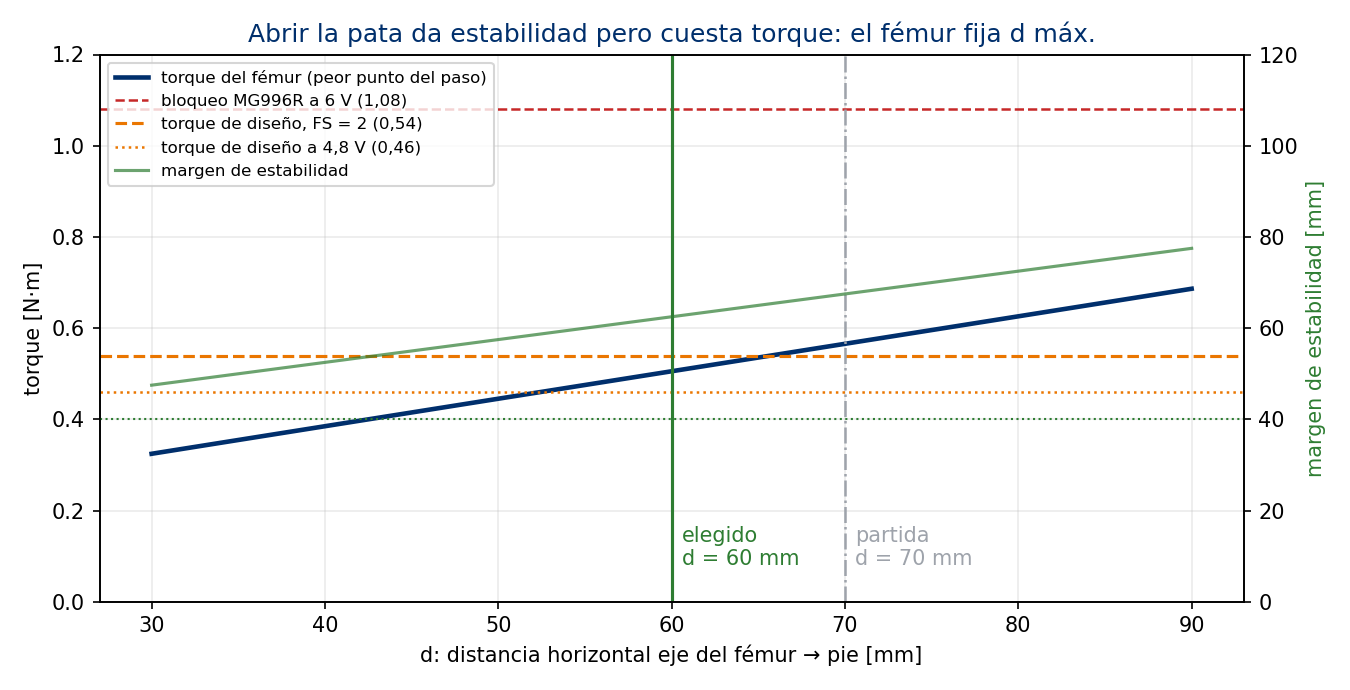 Abrir la pata da estabilidad pero cuesta torque: el fémur fija d máx.
torque del fémur (peor punto del paso)
bloqueo MG996R a 6 V (1,08)
torque de diseño, FS = 2 (0,54)
torque de diseño a 4,8 V (0,46)
margen de estabilidad
1.2
1.0
0.8
0.6
0.4
0.2
0.0
torque [N·m]
120
100
80
60
40
20
0
margen de estabilidad [mm]
elegido
d = 60 mm
partida
d = 70 mm
30 40 50 60 70 80 90
d: distancia horizontal eje del fémur → pie [mm]